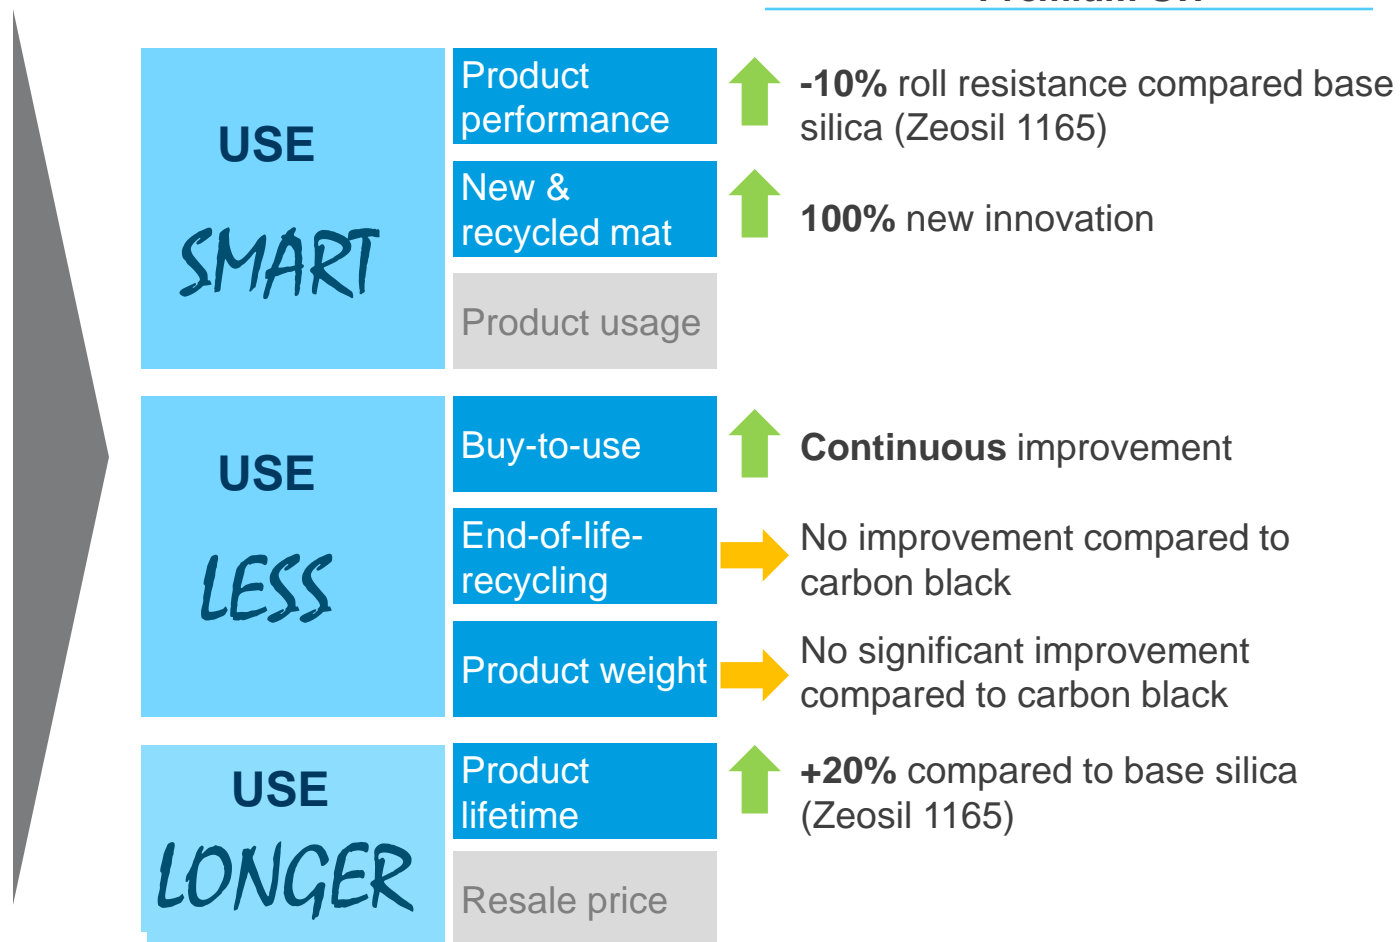 USE
SMART
Product
performance
-10% roll resistance compared base
silica (Zeosil 1165)
New &
recycled mat
100% new innovation
Product usage
USE
LESS
Buy-to-use
Continuous improvement
End-of-life-
recycling
No improvement compared to
carbon black
Product weight
No significant improvement
compared to carbon black
USE
LONGER
Product
lifetime
+20% compared to base silica
(Zeosil 1165)
Resale price